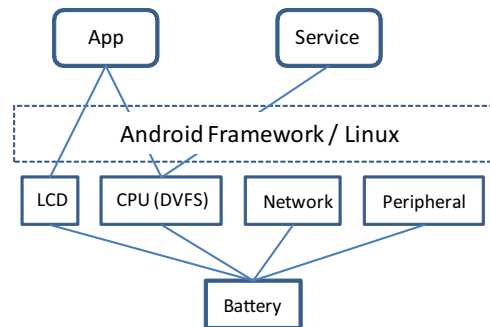 App
Service
Android Framework / Linux
LCD
CPU (DVFS)
Network
Peripheral
Battery